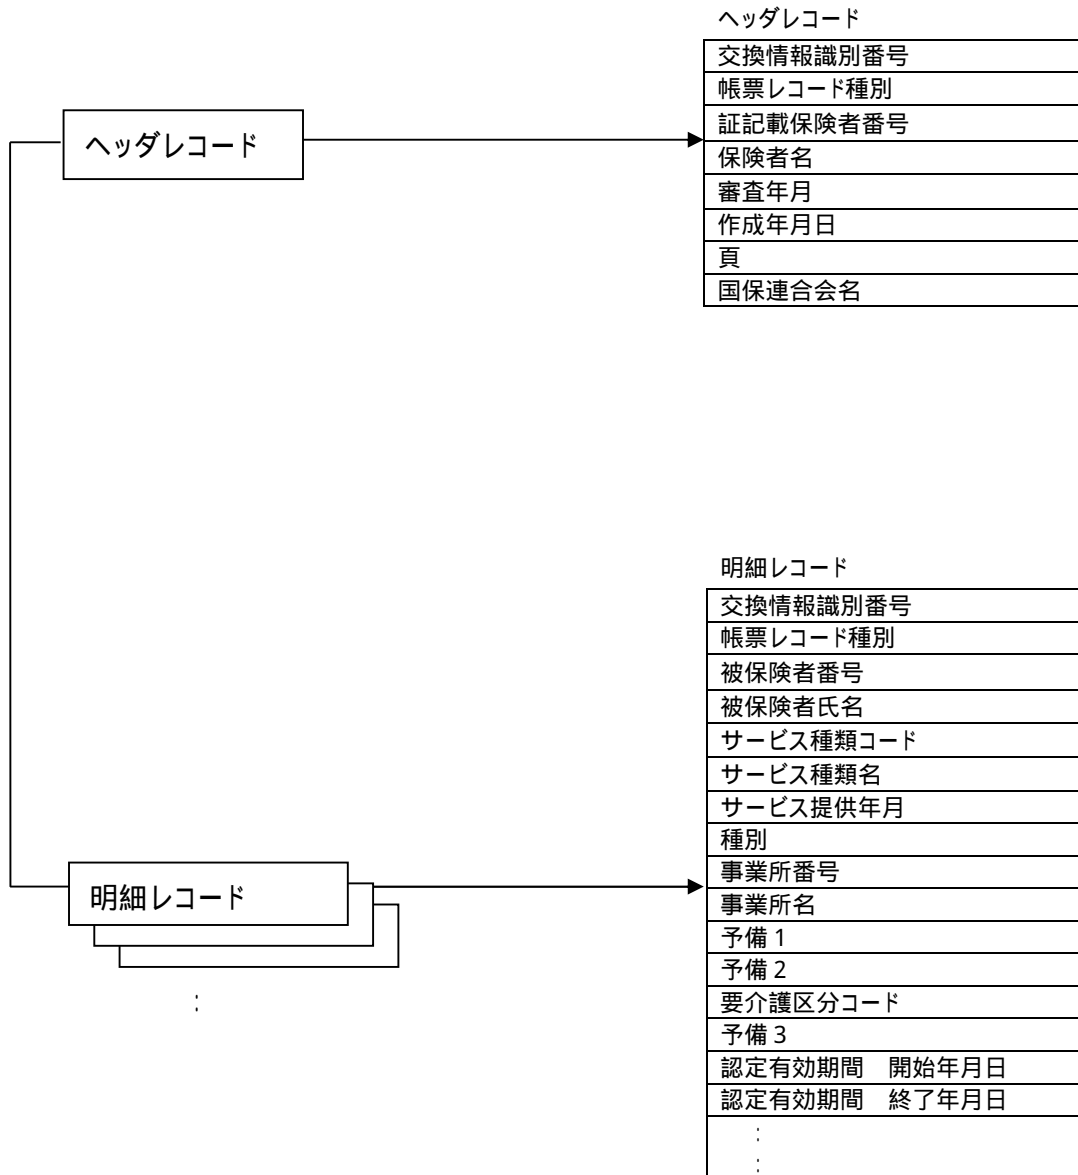 ヘッダレコード
ヘッダレコード
交換情報識別番号
帳票レコード種別
証記載保険者番号
保険者名
審査年月
作成年月日
頁
国保連合会名
明細レコード
:
明細レコード
交換情報識別番号
帳票レコード種別
被保険者番号
被保険者氏名
サービス種類コード
サービス種類名
サービス提供年月
種別
事業所番号
事業所名
予備 1
予備 2
要介護区分コード
予備 3
認定有効期間　開始年月日
認定有効期間　終了年月日
:
: